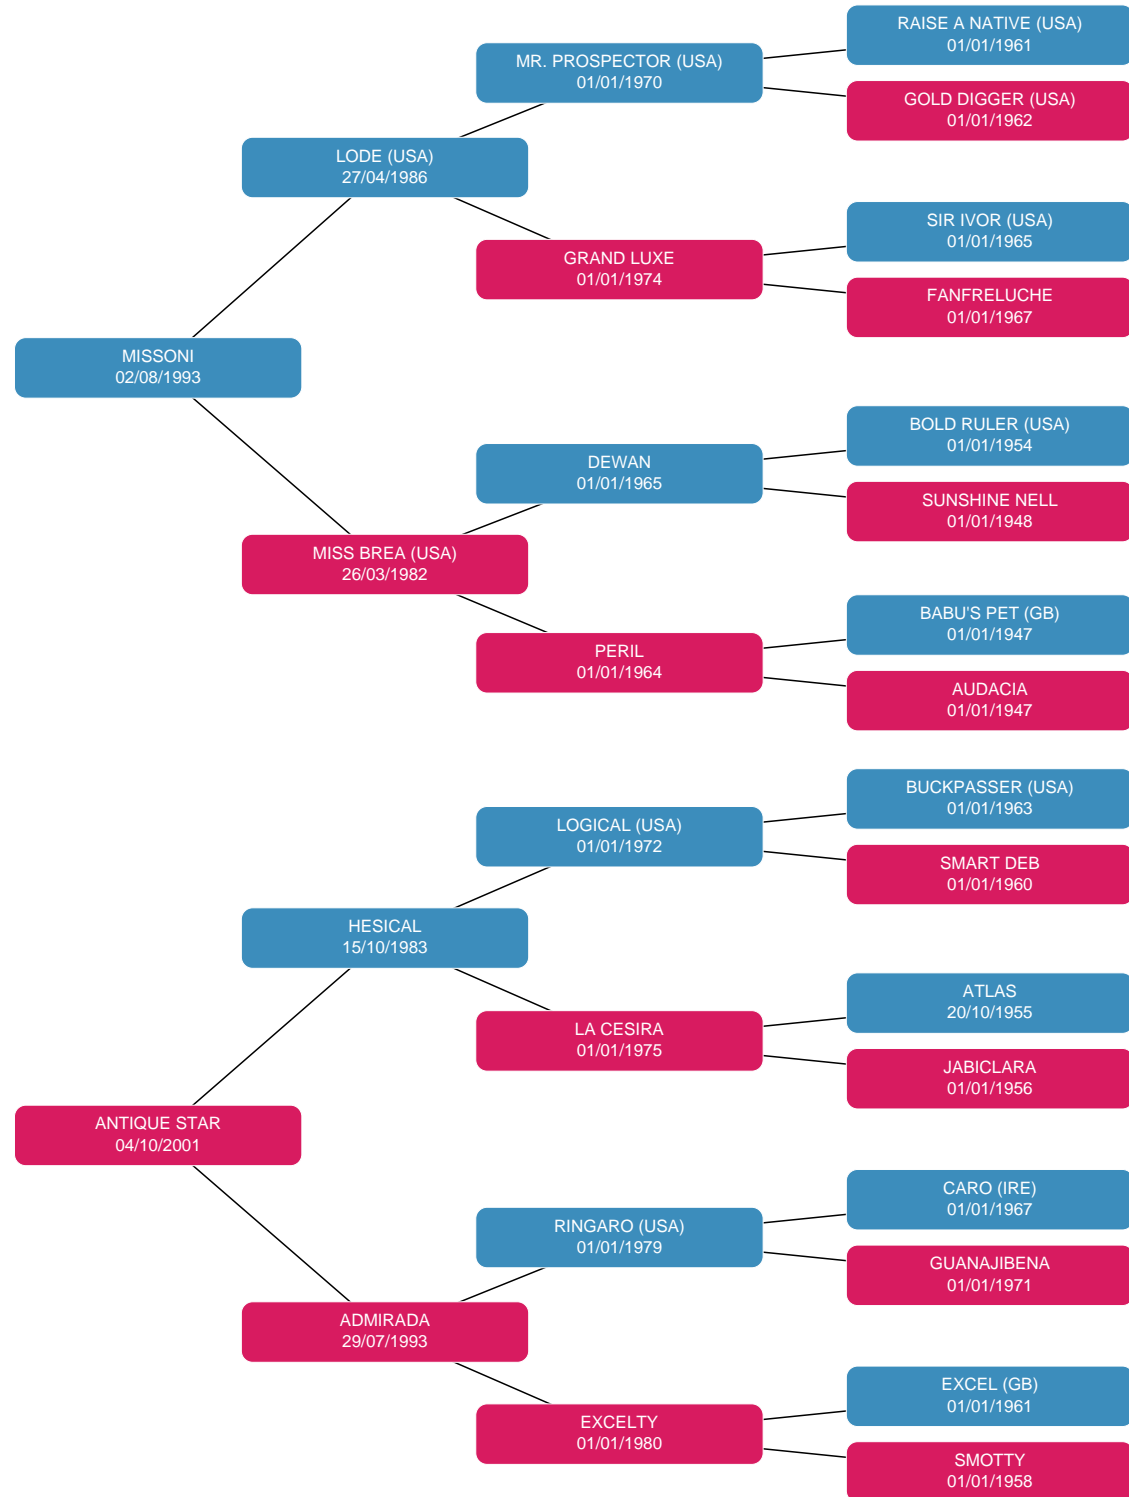 RAISE A NATIVE (USA)
01/01/1961
MR. PROSPECTOR (USA)
01/01/1970
GOLD DIGGER (USA)
01/01/1962
LODE (USA)
27/04/1986
SIR IVOR (USA)
01/01/1965
GRAND LUXE
01/01/1974
FANFRELUCHE
01/01/1967
MISSONI
02/08/1993
BOLD RULER (USA)
01/01/1954
DEWAN
01/01/1965
SUNSHINE NELL
01/01/1948
MISS BREA (USA)
26/03/1982
BABU'S PET (GB)
01/01/1947
PERIL
01/01/1964
AUDACIA
01/01/1947
BUCKPASSER (USA)
01/01/1963
LOGICAL (USA)
01/01/1972
SMART DEB
01/01/1960
HESICAL
15/10/1983
ATLAS
20/10/1955
LA CESIRA
01/01/1975
JABICLARA
01/01/1956
ANTIQUE STAR
04/10/2001
CARO (IRE)
01/01/1967
RINGARO (USA)
01/01/1979
GUANAJIBENA
01/01/1971
ADMIRADA
29/07/1993
EXCEL (GB)
01/01/1961
EXCELTY
01/01/1980
SMOTTY
01/01/1958